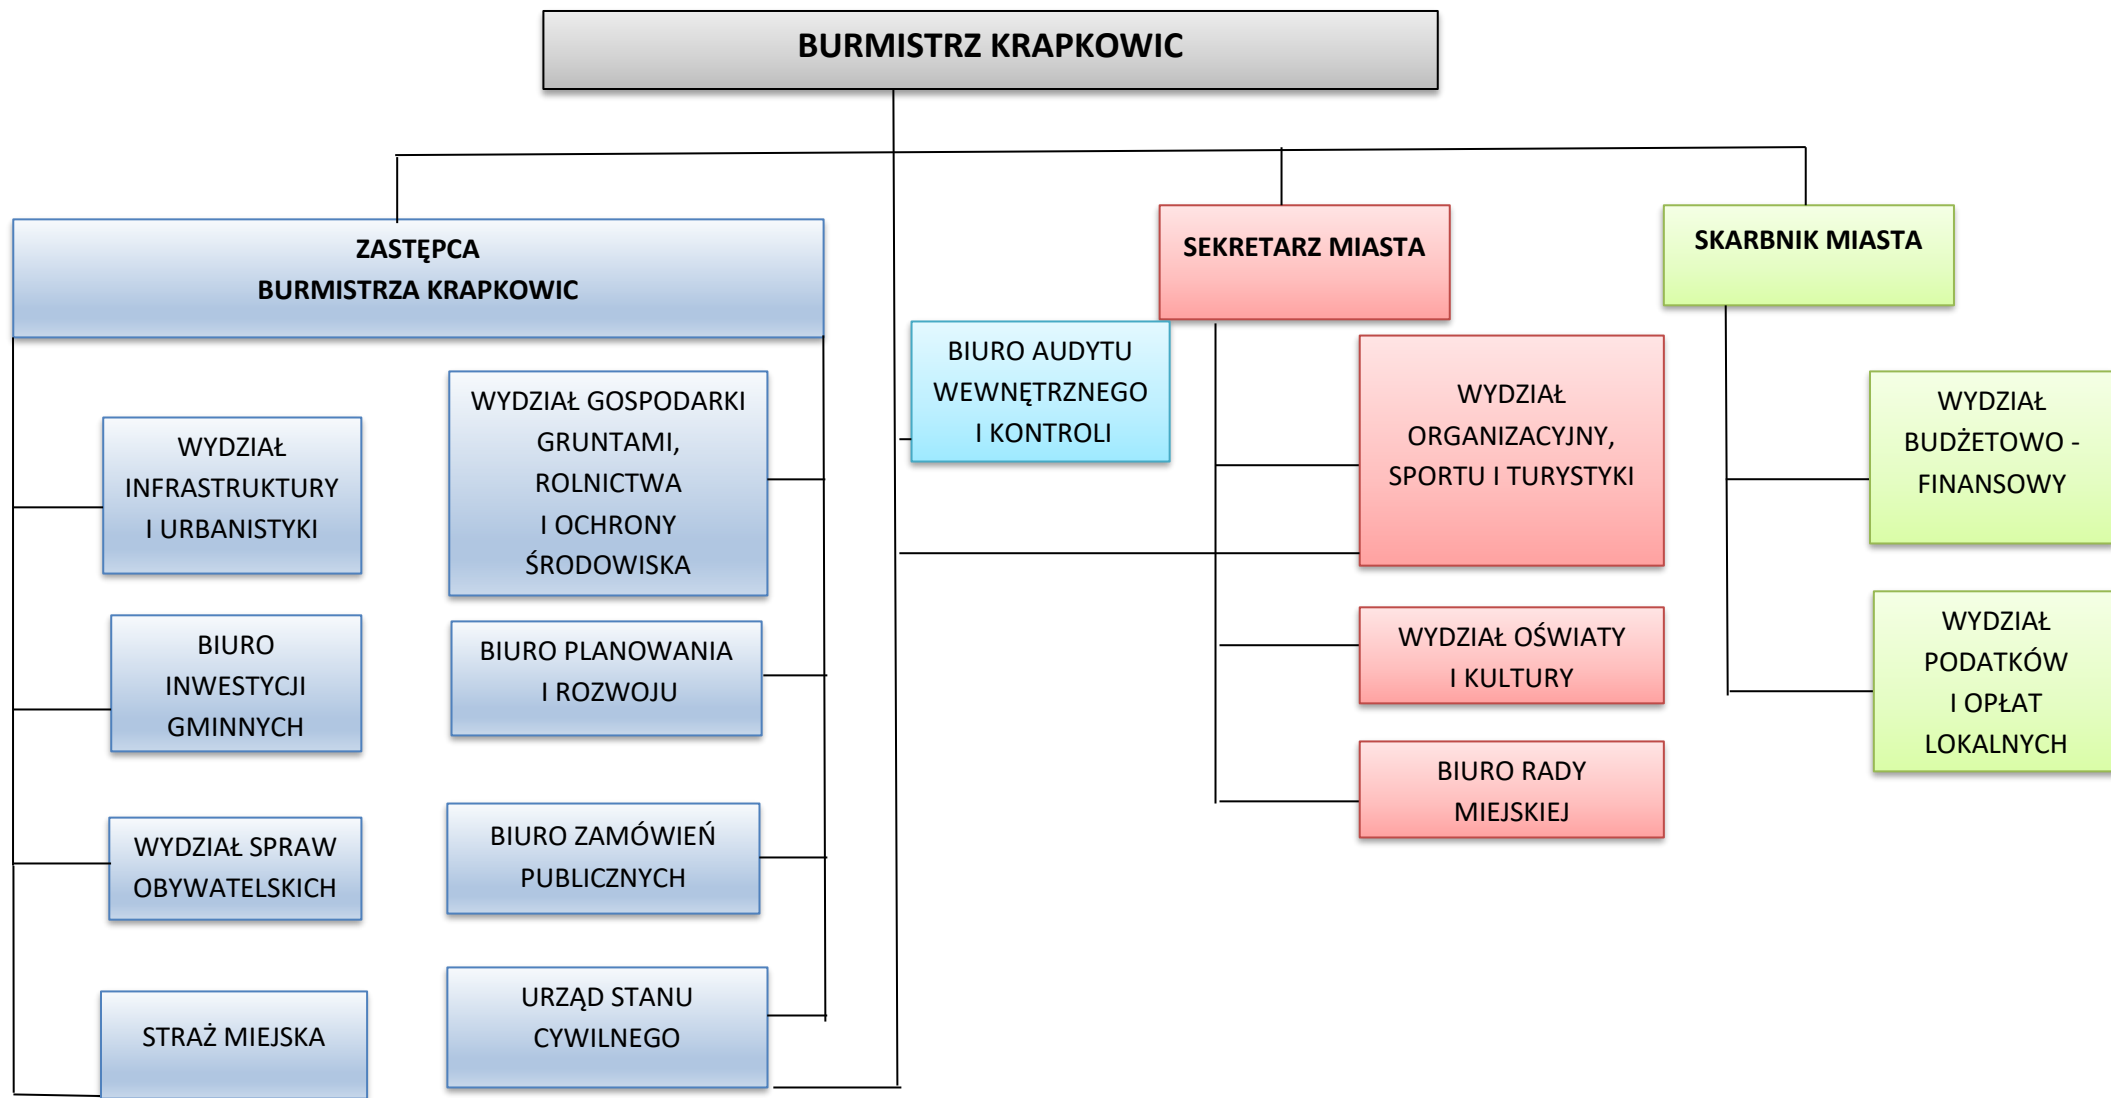 BURMISTRZ KRAPKOWIC
ZASTĘPCA
BURMISTRZA KRAPKOWIC
SEKRETARZ MIASTA
SKARBNIK MIASTA
BIURO AUDYTU
WEWNĘTRZNEGO
I KONTROLI
WYDZIAŁ
INFRASTRUKTURY
I URBANISTYKI
WYDZIAŁ GOSPODARKI
GRUNTAMI,
ROLNICTWA
I OCHRONY
ŚRODOWISKA
WYDZIAŁ
ORGANIZACYJNY,
SPORTU I TURYSTYKI
WYDZIAŁ
BUDŻETOWO -
FINANSOWY
BIURO
INWESTYCJI
GMINNYCH
BIURO PLANOWANIA
I ROZWOJU
WYDZIAŁ OŚWIATY
I KULTURY
WYDZIAŁ
PODATKÓW
I OPŁAT
LOKALNYCH
WYDZIAŁ SPRAW
OBYWATELSKICH
BIURO ZAMÓWIEŃ
PUBLICZNYCH
BIURO RADY
MIEJSKIEJ
STRAŻ MIEJSKA
URZĄD STANU
CYWILNEGO